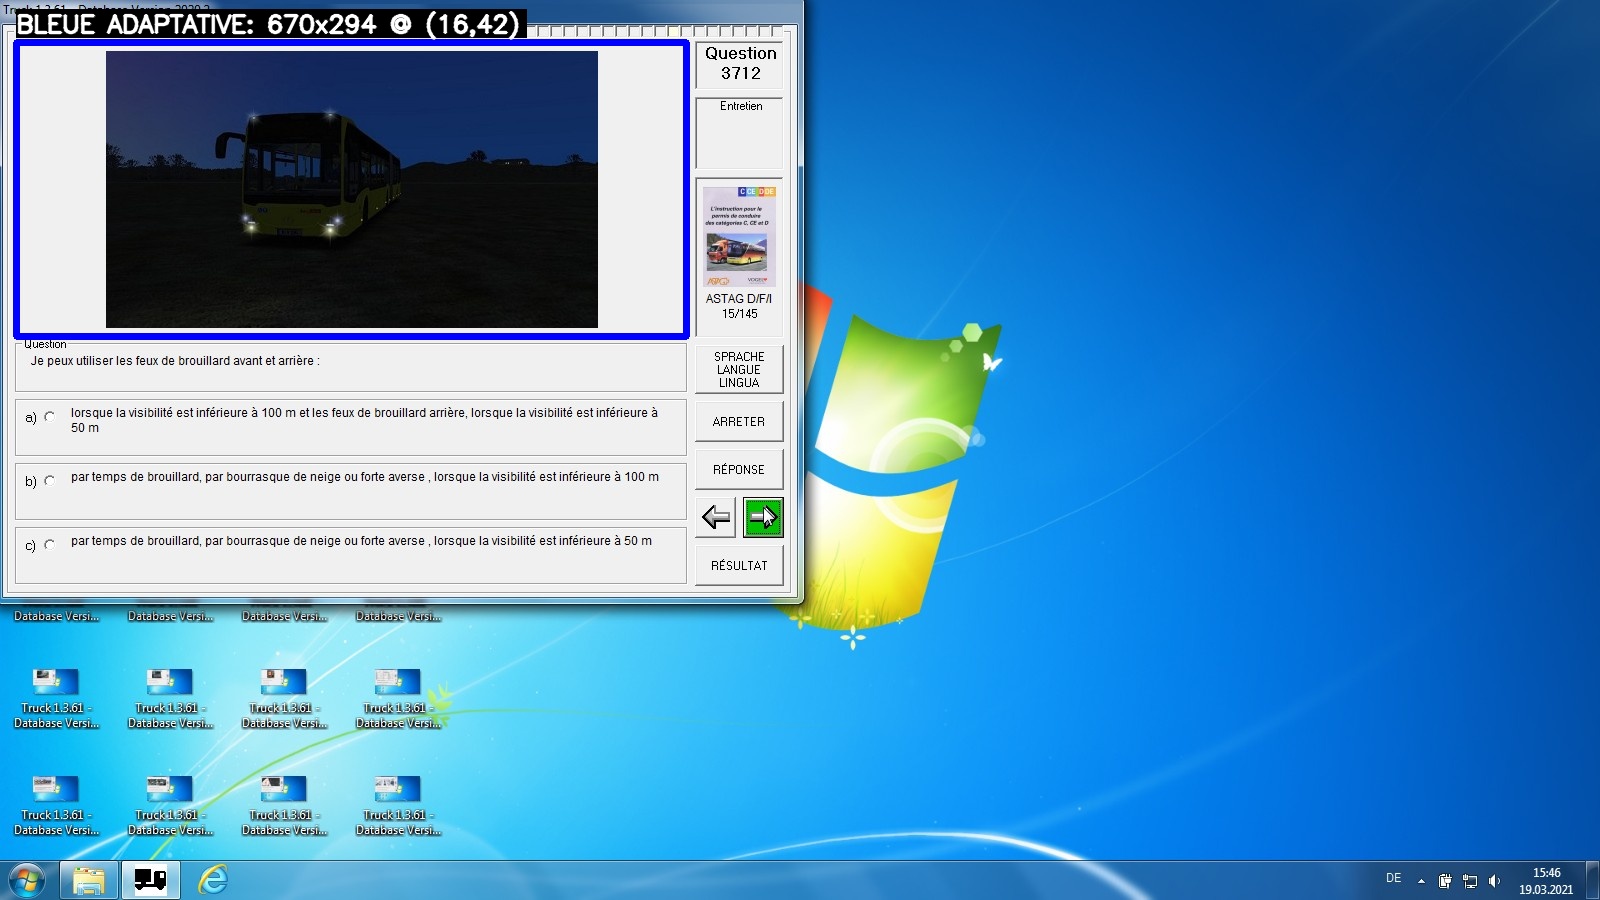 BLEUE ADAPTATIVE: 670x294 @ (16,42)
Question
3712
Entretien
C CE D DE
L'instruction pour le
permis de conduire
des catégories C, CE et D
ASTAG D/F/I
15/145
Question
Je peux utiliser les feux de brouillard avant et arrière :
a) lorsque la visibilité est inférieure à 100 m et les feux de brouillard arrière, lorsque la visibilité est inférieure à
50 m
b) par temps de brouillard, par bourrasque de neige ou forte averse , lorsque la visibilité est inférieure à 100 m
c) par temps de brouillard, par bourrasque de neige ou forte averse , lorsque la visibilité est inférieure à 50 m
SPRACHE
LANGUE
LINGUA
ARRETER
RÉPONSE
RÉSULTAT
Database Versi... Database Versi... Database Versi... Database Versi...
Truck 1.3.61 - Truck 1.3.61 - Truck 1.3.61 - Truck 1.3.61 -
Database Versi... Database Versi... Database Versi... Database Versi...
Truck 1.3.61 - Truck 1.3.61 - Truck 1.3.61 - Truck 1.3.61 -
Database Versi... Database Versi... Database Versi... Database Versi...
DE
15:46
19.03.2021